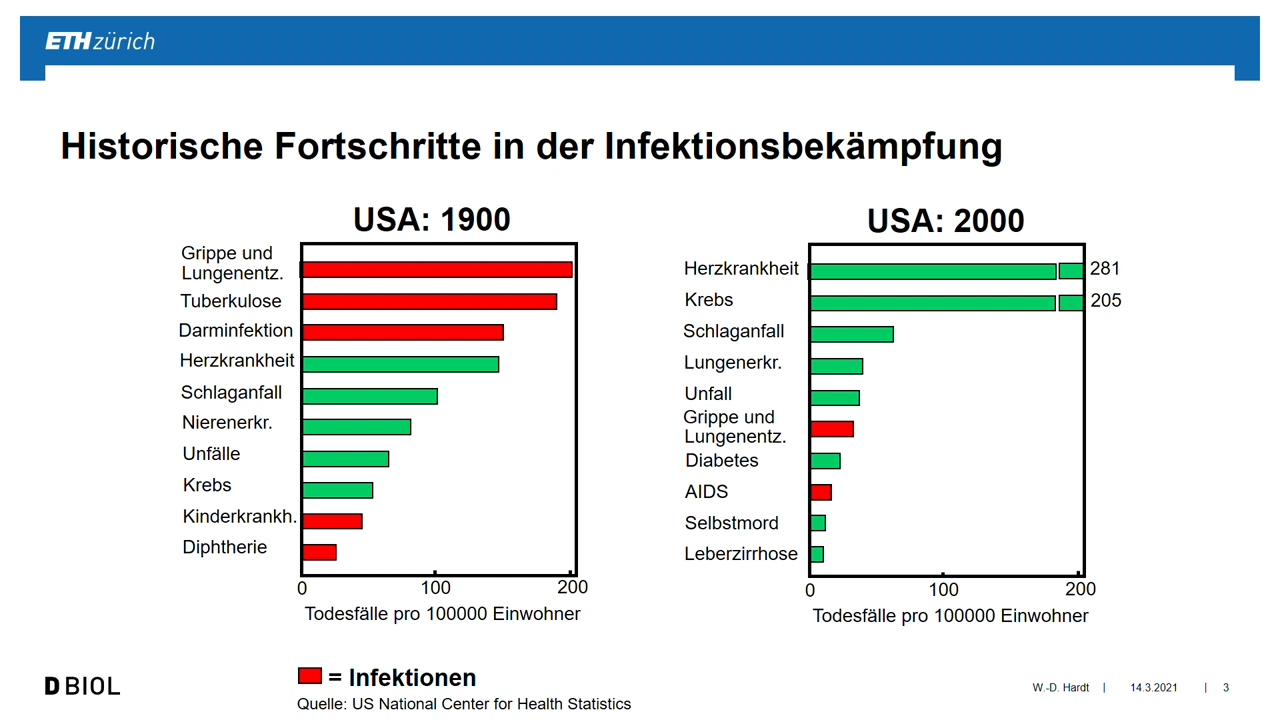 ETH zürich
Historische Fortschritte in der Infektionsbekämpfung
USA: 1900
Grippe und
Lungenentz.
Tuberkulose
Darminfektion
Herzkrankheit
Schlaganfall
Nierenerkr.
Unfälle
Krebs
Kinderkrankh.
Diphtherie
0 100 200
Todesfälle pro 100000 Einwohner
USA: 2000
Herzkrankheit 281
Krebs 205
Schlaganfall
Lungenerkr.
Unfall
Grippe und
Lungenentz.
Diabetes
AIDS
Selbstmord
Leberzirrhose
0 100 200
Todesfälle pro 100000 Einwohner
= Infektionen
Quelle: US National Center for Health Statistics
D BIOL
W.-D. Hardt | 14.3.2021 | 3